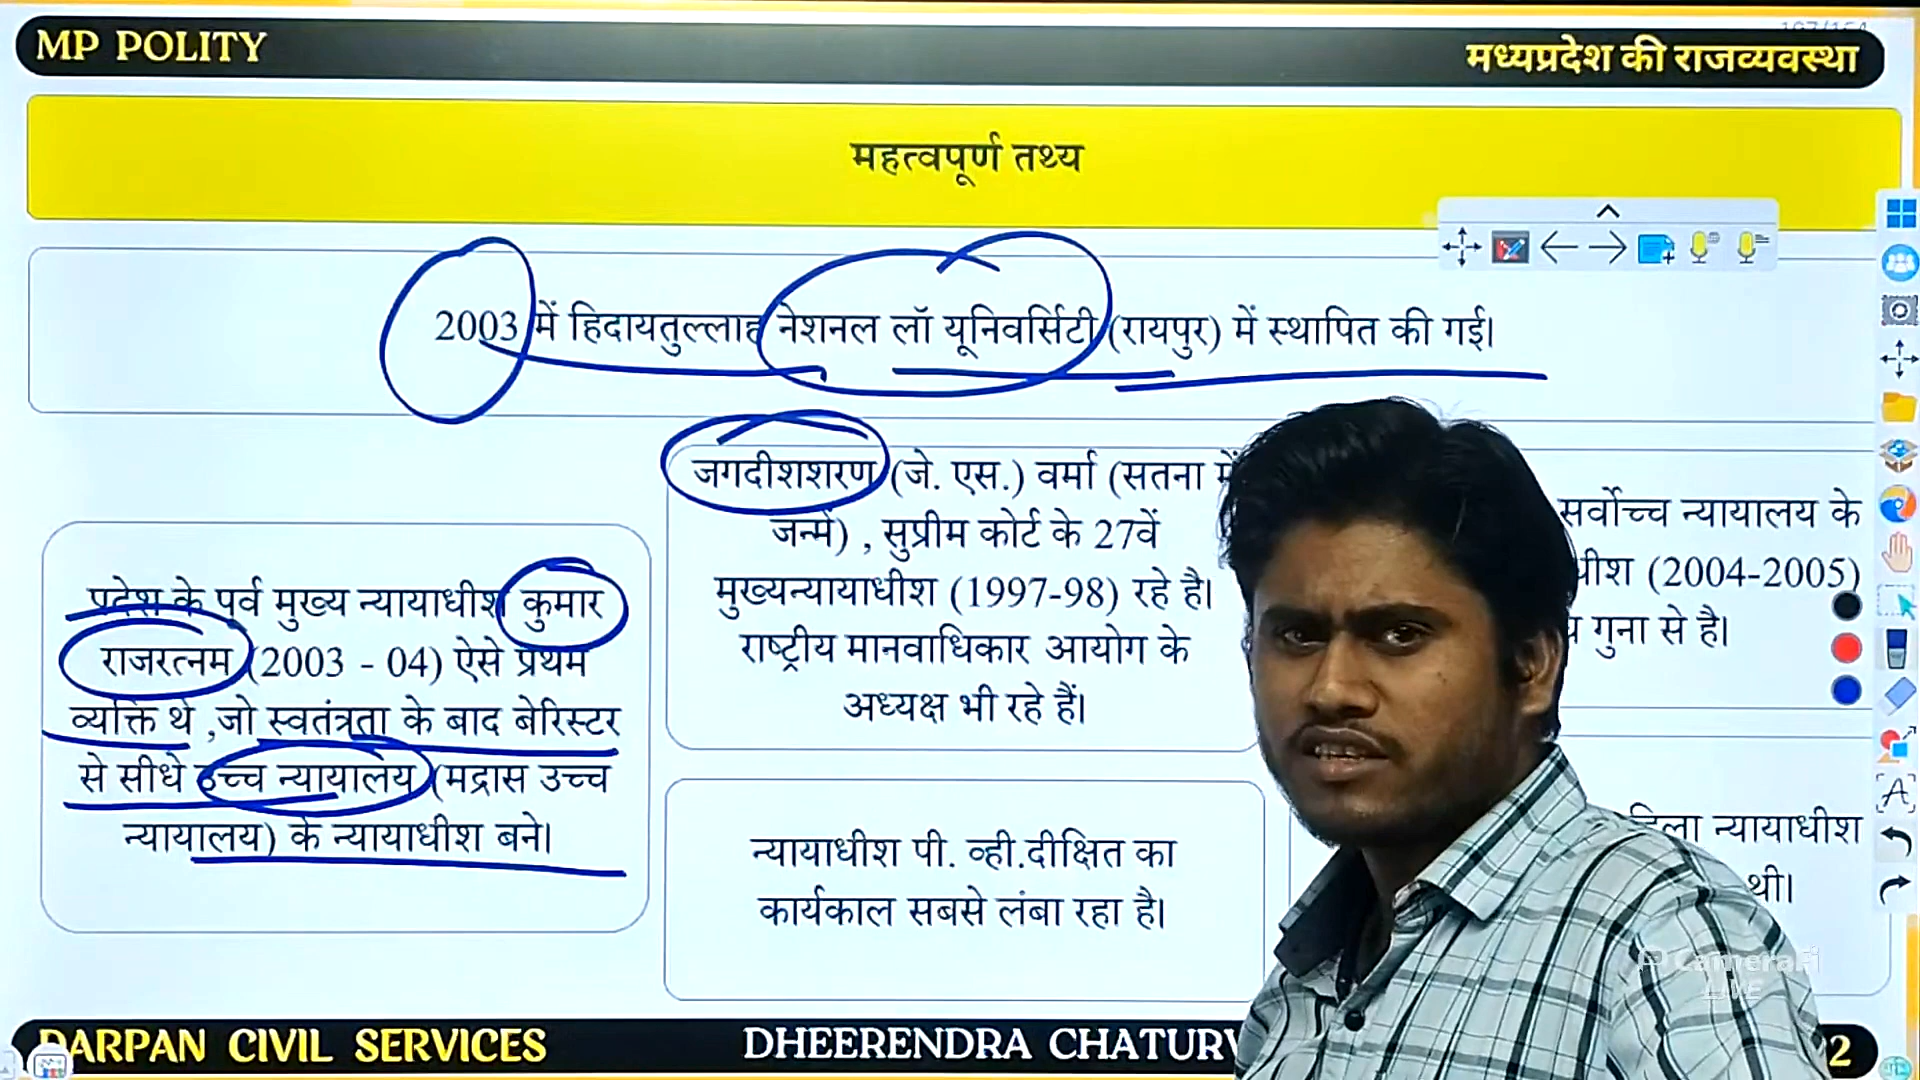 MP POLITY
मध्यप्रदेश की राजव्यवस्था
महत्वपूर्ण तथ्य
2003 में हिदायतुल्लाह नेशनल लॉ यूनिवर्सिटी (रायपुर) में स्थापित की गई।
प्रदेश के पूर्व मुख्य न्यायाधीश कुमार
राजरत्नम (2003 - 04) ऐसे प्रथम
व्यक्ति थे ,जो स्वतंत्रता के बाद बेरिस्टर
से सीधे उच्च न्यायालय (मद्रास उच्च
न्यायालय) के न्यायाधीश बने।
जगदीशशरण (जे. एस.) वर्मा (सतना में
जन्में) , सुप्रीम कोर्ट के 27वें
मुख्यन्यायाधीश (1997-98) रहे है।
राष्ट्रीय मानवाधिकार आयोग के
अध्यक्ष भी रहे हैं।
न्यायाधीश पी. व्ही.दीक्षित का
कार्यकाल सबसे लंबा रहा है।
सर्वोच्च न्यायालय के
(2004-2005)
गुना से है।
न्यायाधीश
थी।
CameraFi
LIVE
DARPAN CIVIL SERVICES
DHEERENDRA
2